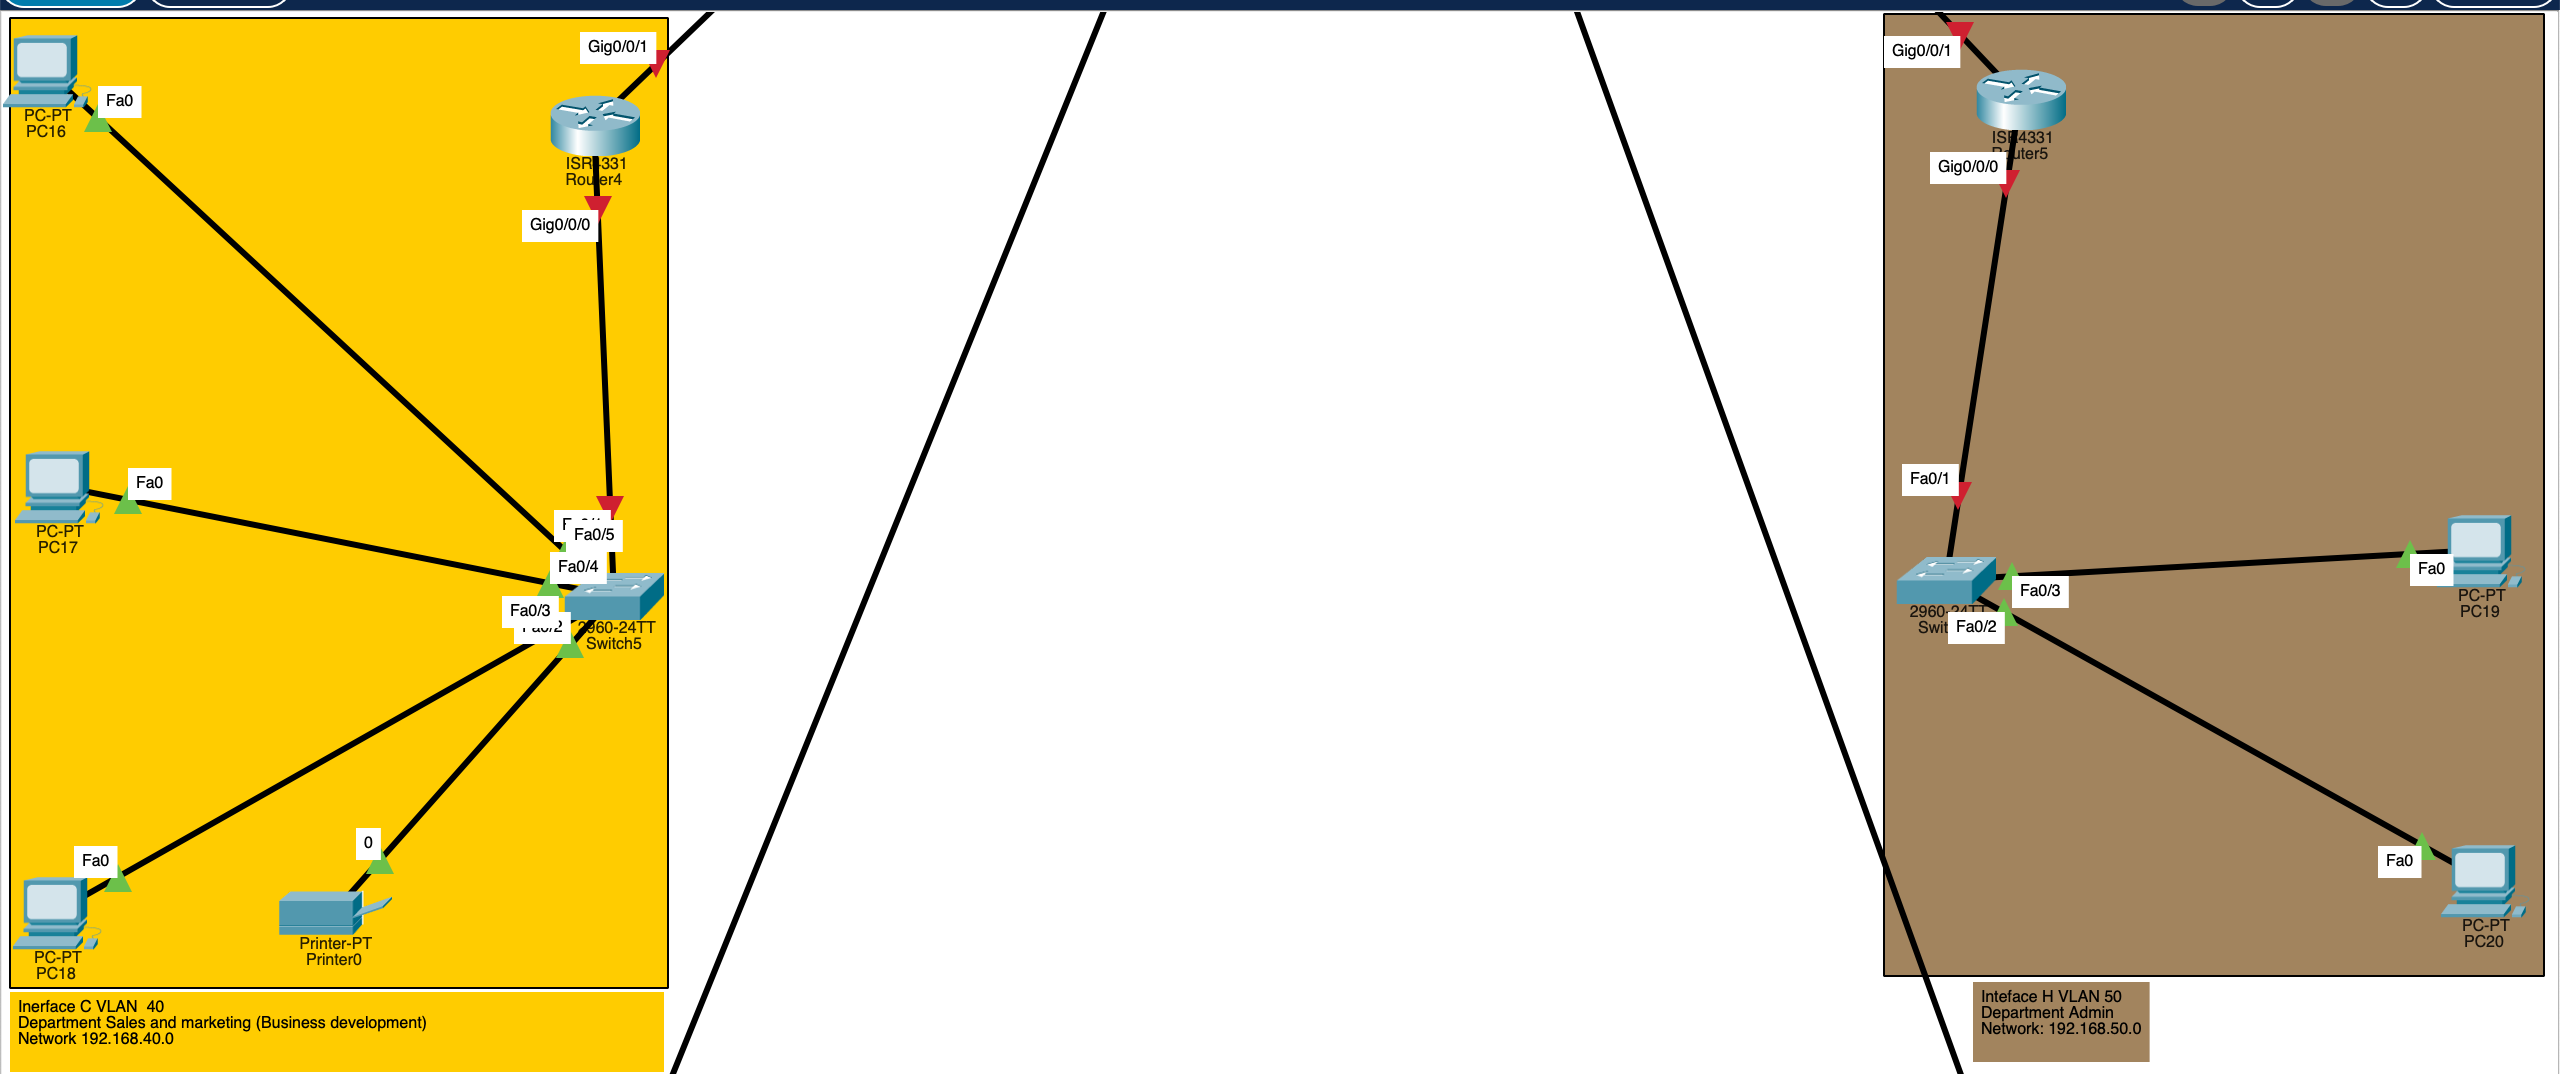 Gig0/0/1
Fa0
PC-PT
PC16
ISR4331
Router4
Gig0/0/0
Fa0
PC-PT
PC17
Fa0/5
Fa0/4
Fa0/3
Fa0/2
2960-24TT
Switch5
0
Fa0
Printer-PT
Printer0
PC-PT
PC18
Inerface C VLAN  40
Department Sales and marketing (Business development)
Network 192.168.40.0
Gig0/0/1
ISR4331
Router5
Gig0/0/0
Fa0/1
Fa0
Fa0/3
2960-24TT
Fa0/2
PC-PT
PC19
Fa0
PC-PT
PC20
Inteface H VLAN 50
Department Admin
Network: 192.168.50.0